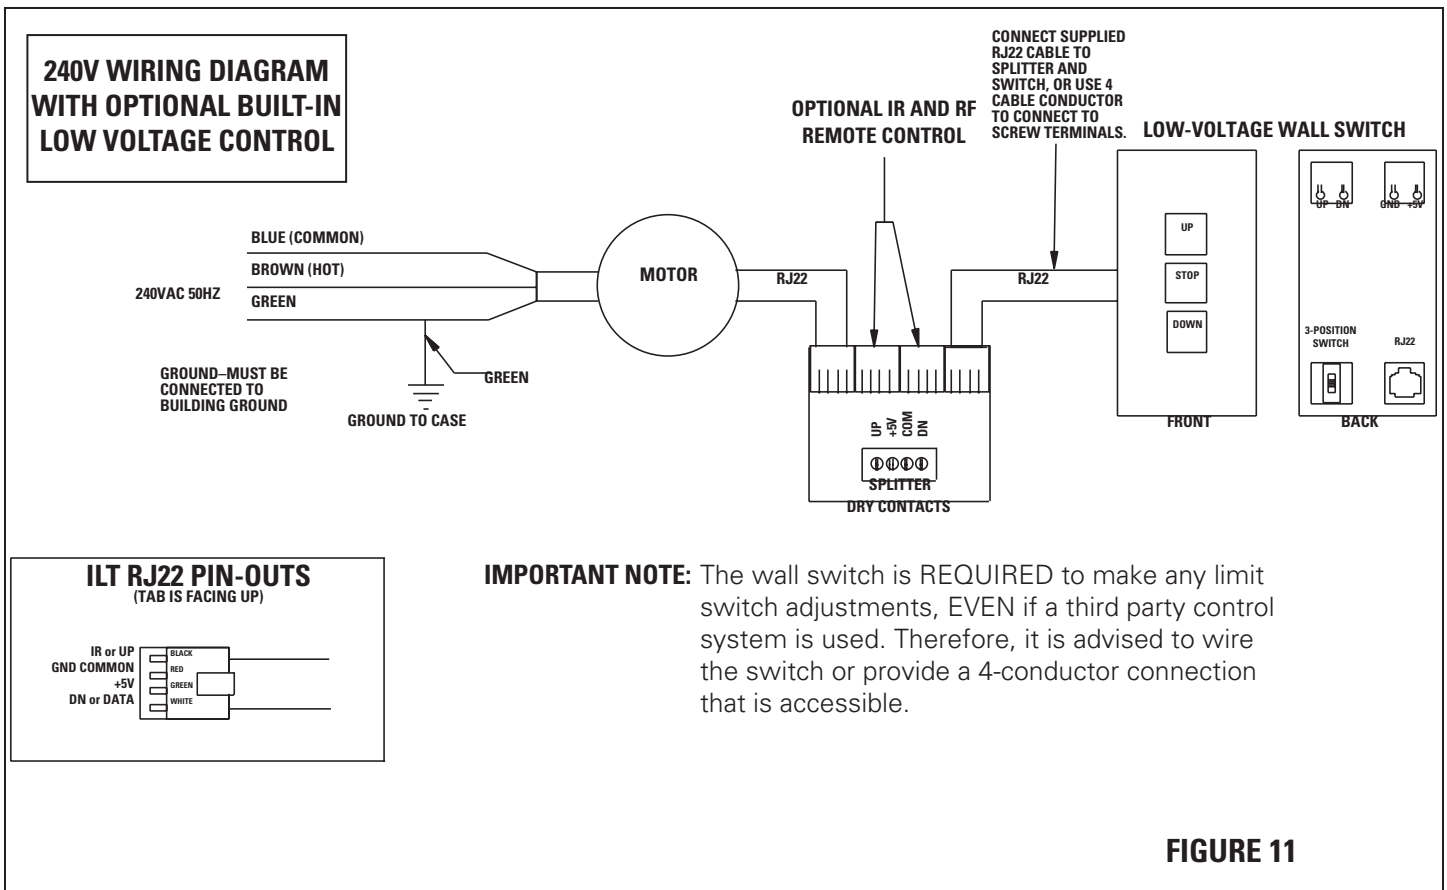 240V WIRING DIAGRAM
WITH OPTIONAL BUILT-IN
LOW VOLTAGE CONTROL
CONNECT SUPPLIED
RJ22 CABLE TO
SPLITTER AND
SWITCH, OR USE 4
CABLE CONDUCTOR
TO CONNECT TO
SCREW TERMINALS.
OPTIONAL IR AND RF
REMOTE CONTROL
LOW-VOLTAGE WALL SWITCH
BLUE (COMMON)
BROWN (HOT)
240VAC 50HZ
GREEN
GROUND–MUST BE
CONNECTED TO
BUILDING GROUND
GREEN
GROUND TO CASE
MOTOR
RJ22
RJ22
UP
+5V
COM
DN
SPLITTER
DRY CONTACTS
UP
STOP
DOWN
FRONT
UP DN
GND +5V
3-POSITION
SWITCH
RJ22
BACK
ILT RJ22 PIN-OUTS
(TAB IS FACING UP)
IR or UP
GND COMMON
+5V
DN or DATA
BLACK
RED
GREEN
WHITE
IMPORTANT NOTE: The wall switch is REQUIRED to make any limit
switch adjustments, EVEN if a third party control
system is used. Therefore, it is advised to wire
the switch or provide a 4-conductor connection
that is accessible.
FIGURE 11